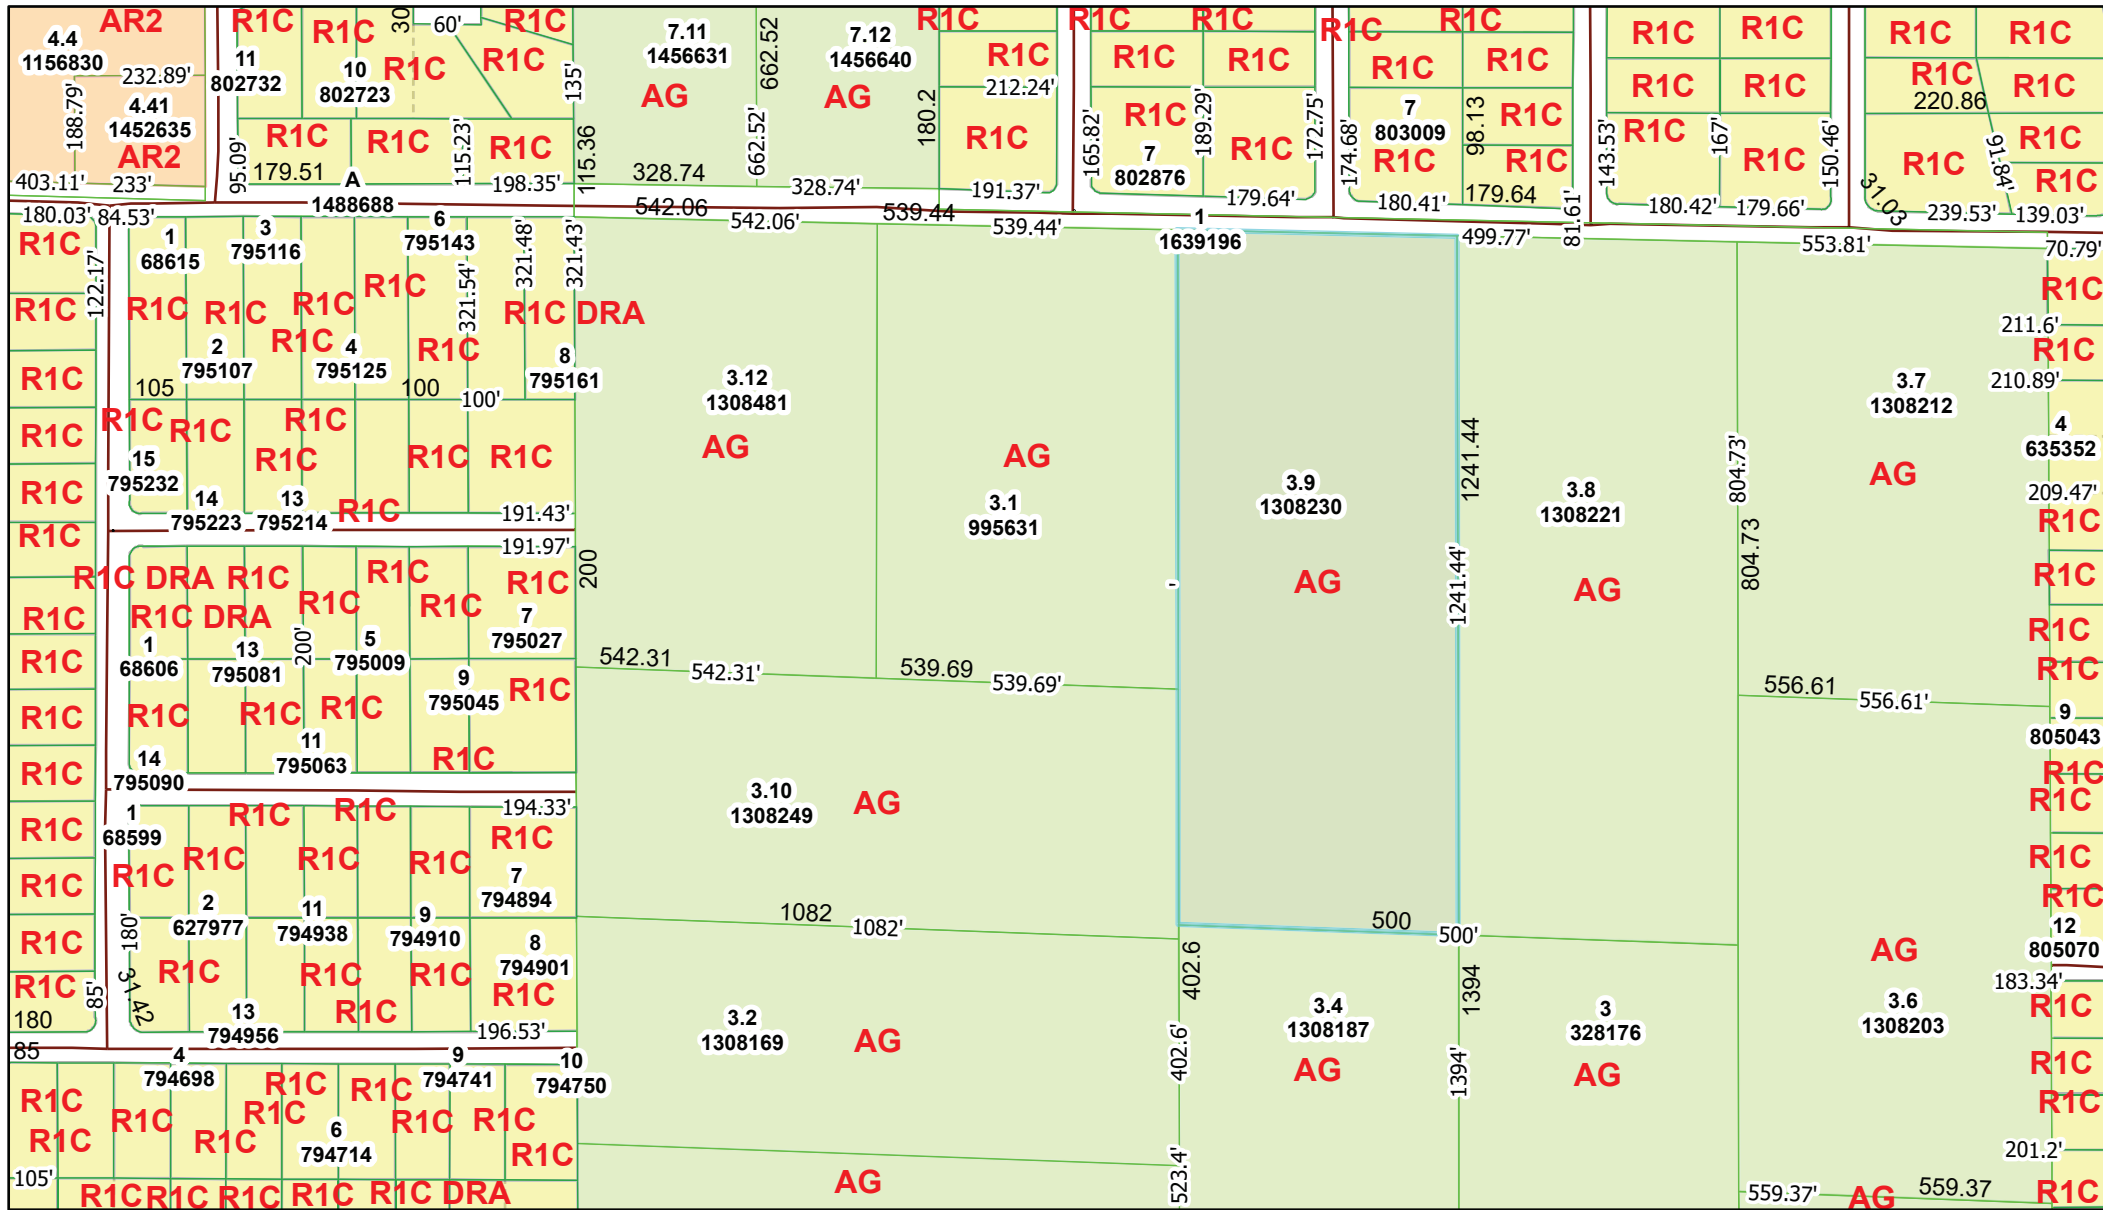 AR2
4.4
1156830
232.89'
188.79'
4.41
1452635
AR2
403.11'
233'
R1C
11
802732
R1C
10
802723
R1C
30
60'
R1C
R1C
135'
R1C
R1C
R1C
95.09'
179.51
A
1488688
115.23'
198.35'
115.36
7.11
1456631
AG
662.52
662.52'
7.12
1456640
AG
180.2
328.74
328.74'
R1C
R1C
212.24'
R1C
191.37'
R1C
R1C
R1C
R1C
R1C
165.82'
189.29'
172.75'
7
802876
R1C
179.64'
R1C
R1C
R1C
R1C
7
803009
R1C
98.13
R1C
R1C
174.68'
180.41'
179.64
81.61'
R1C
R1C
R1C
R1C
R1C
143.53'
167'
R1C
150.46'
180.42'
179.66'
R1C
R1C
R1C
220.86
R1C
R1C
91.84'
R1C
R1C
31.03
239.53'
139.03'
180.03'
84.53'
542.06
542.06'
539.44
539.44'
1
1639196
499.77'
553.81'
70.79'
R1C
122.17'
R1C
R1C
R1C
R1C
R1C
R1C
R1C
R1C
R1C
R1C
R1C
R1C
R1C
180
85'
85
1
68615
3
795116
6
795143
321.48'
321.43'
321.54'
R1C
R1C
R1C
R1C
R1C
R1C
R1C DRA
2
795107
4
795125
8
795161
105
100
100'
R1C
R1C
R1C
R1C
R1C
R1C
15
795232
14
795223
13
795214
R1C
191.43'
191.97'
200
R1C DRA
R1C
R1C
R1C
R1C DRA
R1C
R1C
1
68606
13
795081
200'
5
795009
7
795027
9
795045
R1C
R1C
R1C
R1C
R1C
14
795090
11
795063
1
68599
194.33'
R1C
R1C
R1C
R1C
R1C
R1C
R1C
2
627977
11
794938
9
794910
7
794894
8
794901
180'
31.42
R1C
R1C
R1C
R1C
R1C
13
794956
196.53'
4
794698
9
794741
10
794750
R1C
R1C
R1C
R1C
R1C
R1C
R1C
R1C
R1C
R1C
6
794714
105'
R1C
R1C
R1C
R1C
R1C DRA
3.12
1308481
AG
AG
3.1
995631
542.31
542.31'
539.69
539.69'
3.10
1308249
AG
1082
1082'
3.2
1308169
AG
AG
3.9
1308230
AG
'
1241.44
1241.44'
500
500'
402.6
402.6'
523.4'
3.4
1308187
AG
1394
1394'
3.8
1308221
AG
804.73'
804.73
3
328176
AG
3.7
1308212
AG
556.61
556.61'
AG
3.6
1308203
559.37'
559.37
AG
R1C
211.6'
R1C
210.89'
4
635352
209.47'
R1C
R1C
R1C
R1C
9
805043
R1C
R1C
R1C
R1C
12
805070
183.34'
R1C
R1C
R1C
201.2'
R1C